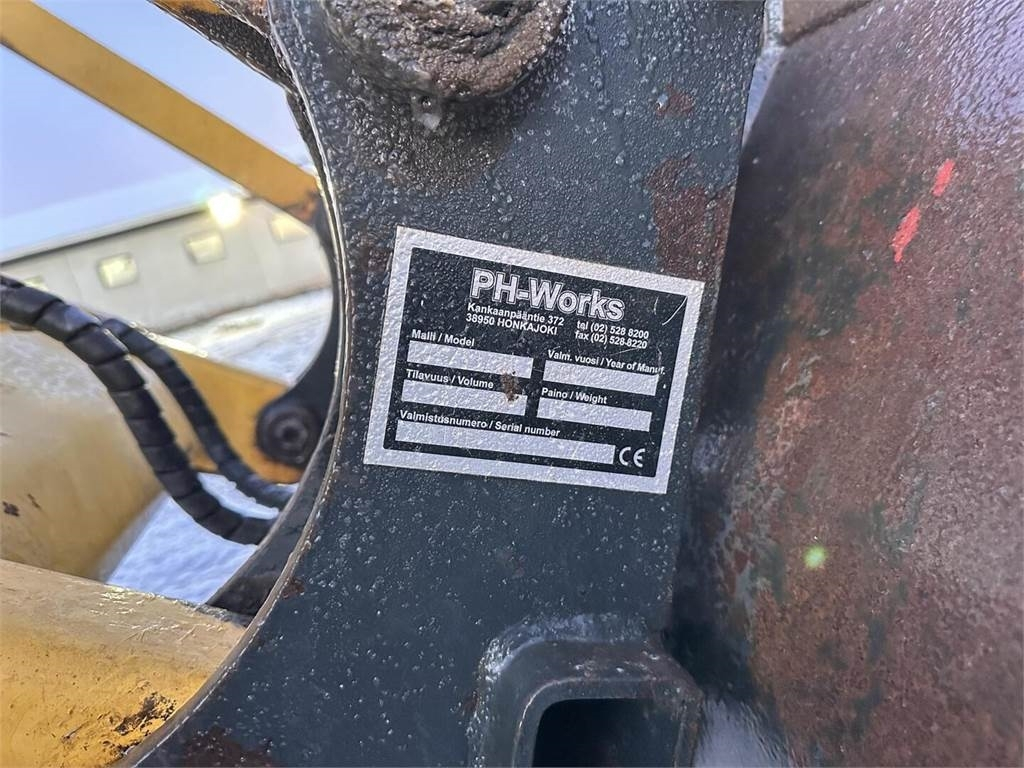 PH-Works
Kankaanpääntie 372 tel (02) 528 8200
38950 HONKAJOKI fax (02) 528-8220
Malli / Model Valm. vuosi / Year of Manuf.
Tilavuus / Volume Paino / Weight
Valmistusnumero / Serial number
CE